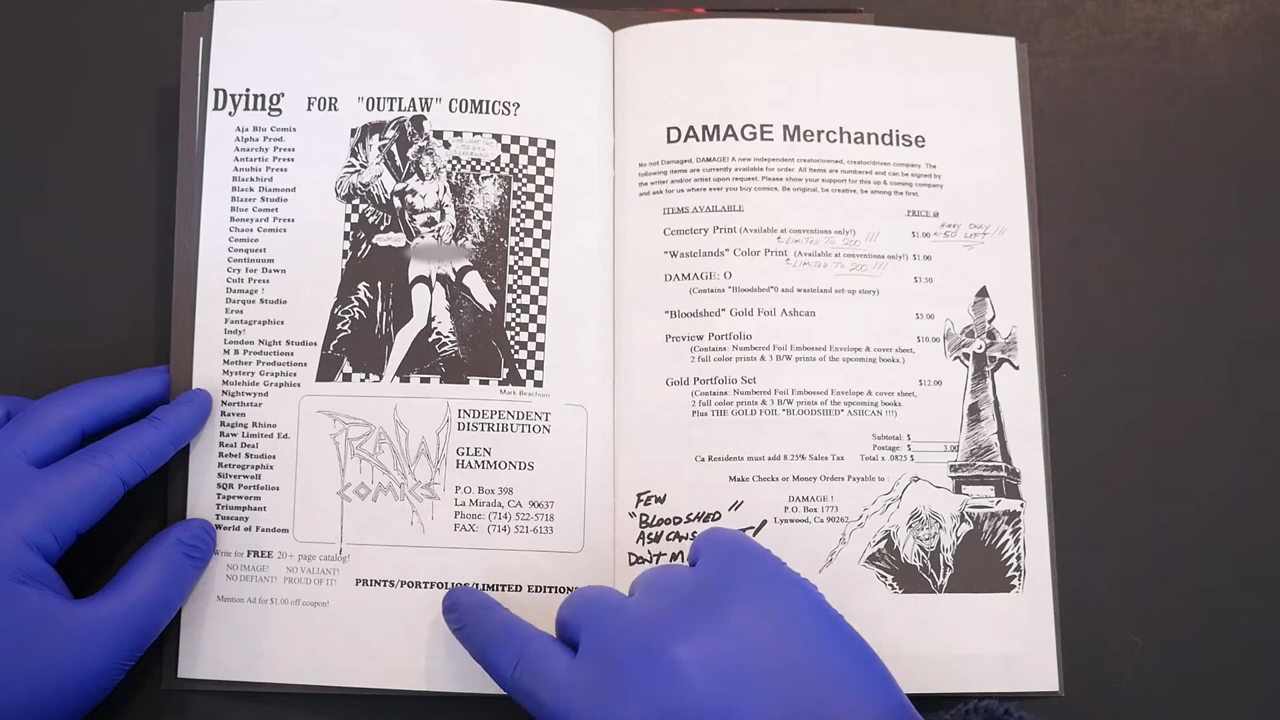 Dying FOR "OUTLAW" COMICS?
Aja Blu Comix
Alpha Prod.
Anarchy Press
Antartic Press
Anubis Press
Blackbird
Black Diamond
Blazer Studio
Blue Comet
Boneyard Press
Chaos Comics
Comico
Conquest
Continuum
Cry for Dawn
Cult Press
Damage !
Darque Studio
Eros
Fantagraphics
Indy!
London Night Studios
M B Productions
Mother Productions
Mystery Graphics
Mulehide Graphics
Nightwynd
Northstar
Raven
Raging Rhino
Raw Limited Ed.
Real Deal
Rebel Studios
Retrographix
Silverwolf
SQR Portfolios
Tapeworm
Triumphant
Tuscany
World of Fandom
Write for FREE 20+ page catalog!
NO IMAGE! NO VALIANT!
NO DEFIANT! PROUD OF IT!
Mention Ad for $1.00 off coupon!
Mark Beachum
RAW
COMICS
INDEPENDENT
DISTRIBUTION
GLEN
HAMMONDS
P.O. Box 398
La Mirada, CA 90637
Phone: (714) 522-5718
FAX: (714) 521-6133
PRINTS/PORTFOLIOS/LIMITED EDITIONS
DAMAGE Merchandise
No not Damaged, DAMAGE! A new independent creator/owned, creator/driven company. The
following items are currently available for order. All items are numbered and can be signed by
the writer and/or artist upon request. Please show your support for this up & coming company
and ask for us where ever you buy comics. Be original, be creative, be among the first.
ITEMS AVAILABLE PRICE @
Cemetery Print (Available at conventions only!) $1.00 HURRY ONLY
50 LEFT !!!
LIMITED TO 200 !!!
"Wastelands" Color Print (Available at conventions only!) $1.00
LIMITED TO 200 !!!
DAMAGE: O $3.50
(Contains "Bloodshed"0 and wasteland set-up story)
"Bloodshed" Gold Foil Ashcan $5.00
Preview Portfolio $10.00
(Contains: Numbered Foil Embossed Envelope & cover sheet,
2 full color prints & 3 B/W prints of the upcoming books.)
Gold Portfolio Set $12.00
(Contains: Numbered Foil Embossed Envelope & cover sheet,
2 full color prints & 3 B/W prints of the upcoming books.
Plus THE GOLD FOIL "BLOODSHED" ASHCAN !!!)
Subtotal: $
Postage: $ 3.00
Ca Residents must add 8.25% Sales Tax Total x .0825 $
Make Checks or Money Orders Payable to :
DAMAGE !
P.O. Box 1773
Lynwood, Ca 90262
FEW
"BLOODSHED"
ASHCANS
DON'T